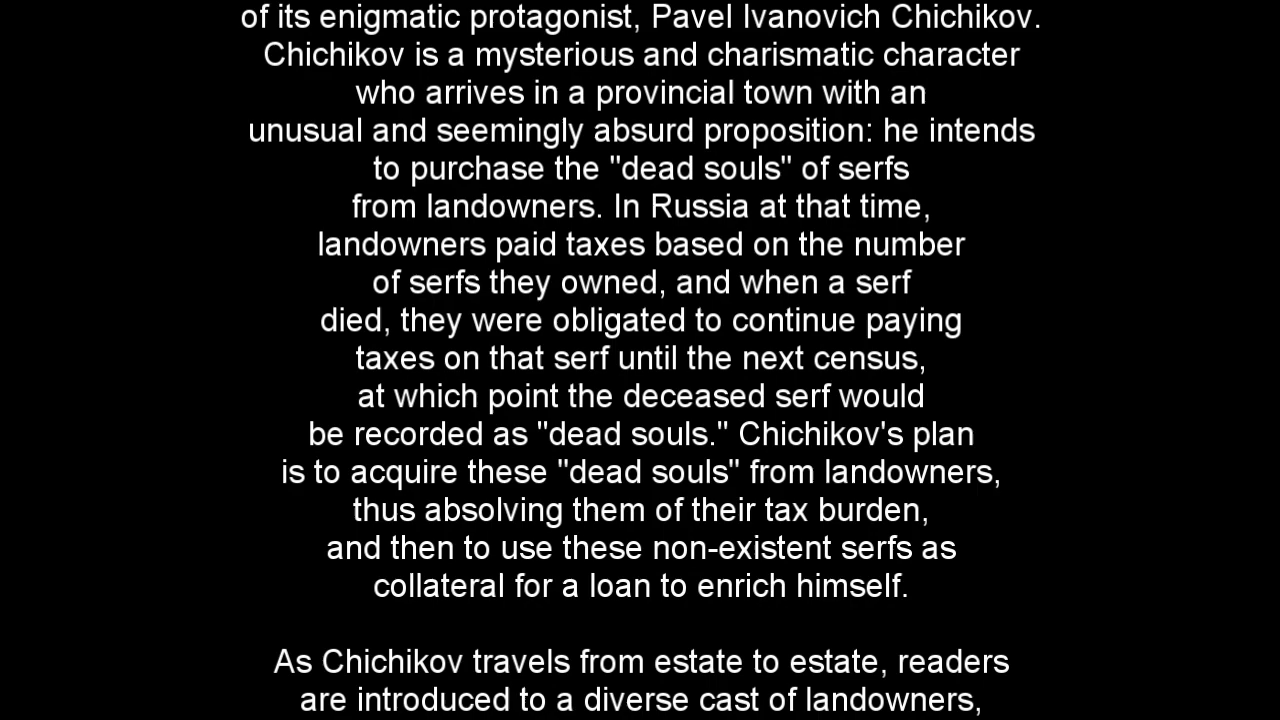 of its enigmatic protagonist, Pavel Ivanovich Chichikov.
Chichikov is a mysterious and charismatic character
who arrives in a provincial town with an
unusual and seemingly absurd proposition: he intends
to purchase the "dead souls" of serfs
from landowners. In Russia at that time,
landowners paid taxes based on the number
of serfs they owned, and when a serf
died, they were obligated to continue paying
taxes on that serf until the next census,
at which point the deceased serf would
be recorded as "dead souls." Chichikov's plan
is to acquire these "dead souls" from landowners,
thus absolving them of their tax burden,
and then to use these non-existent serfs as
collateral for a loan to enrich himself.
As Chichikov travels from estate to estate, readers
are introduced to a diverse cast of landowners,